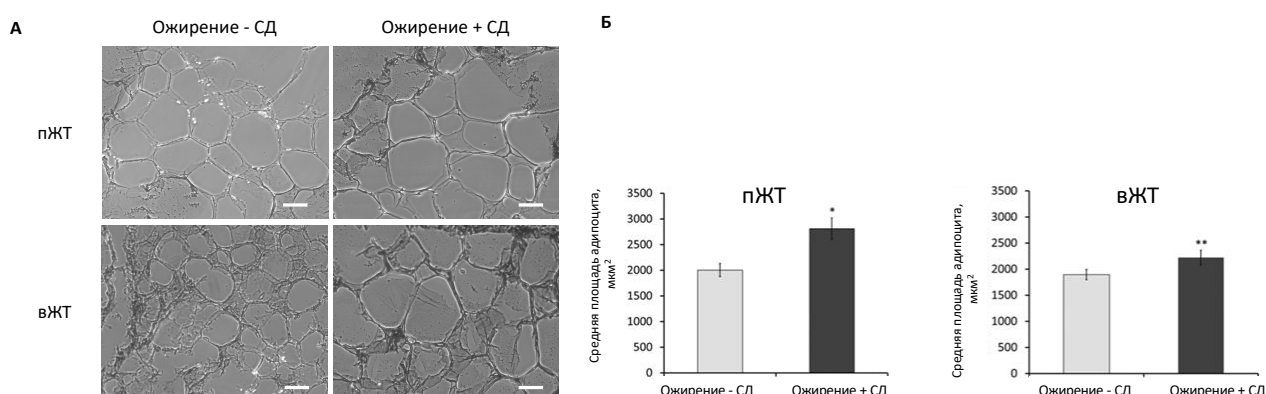 А
Ожирение - СД
Ожирение + СД
пЖТ
вЖТ
Б
пЖТ
Средняя площадь адипоцита,
мкм²
3500
3000
2500
2000
1500
1000
500
0
*
Ожирение - СД
Ожирение + СД
вЖТ
Средняя площадь адипоцита,
мкм²
3500
3000
2500
2000
1500
1000
500
0
**
Ожирение - СД
Ожирение + СД